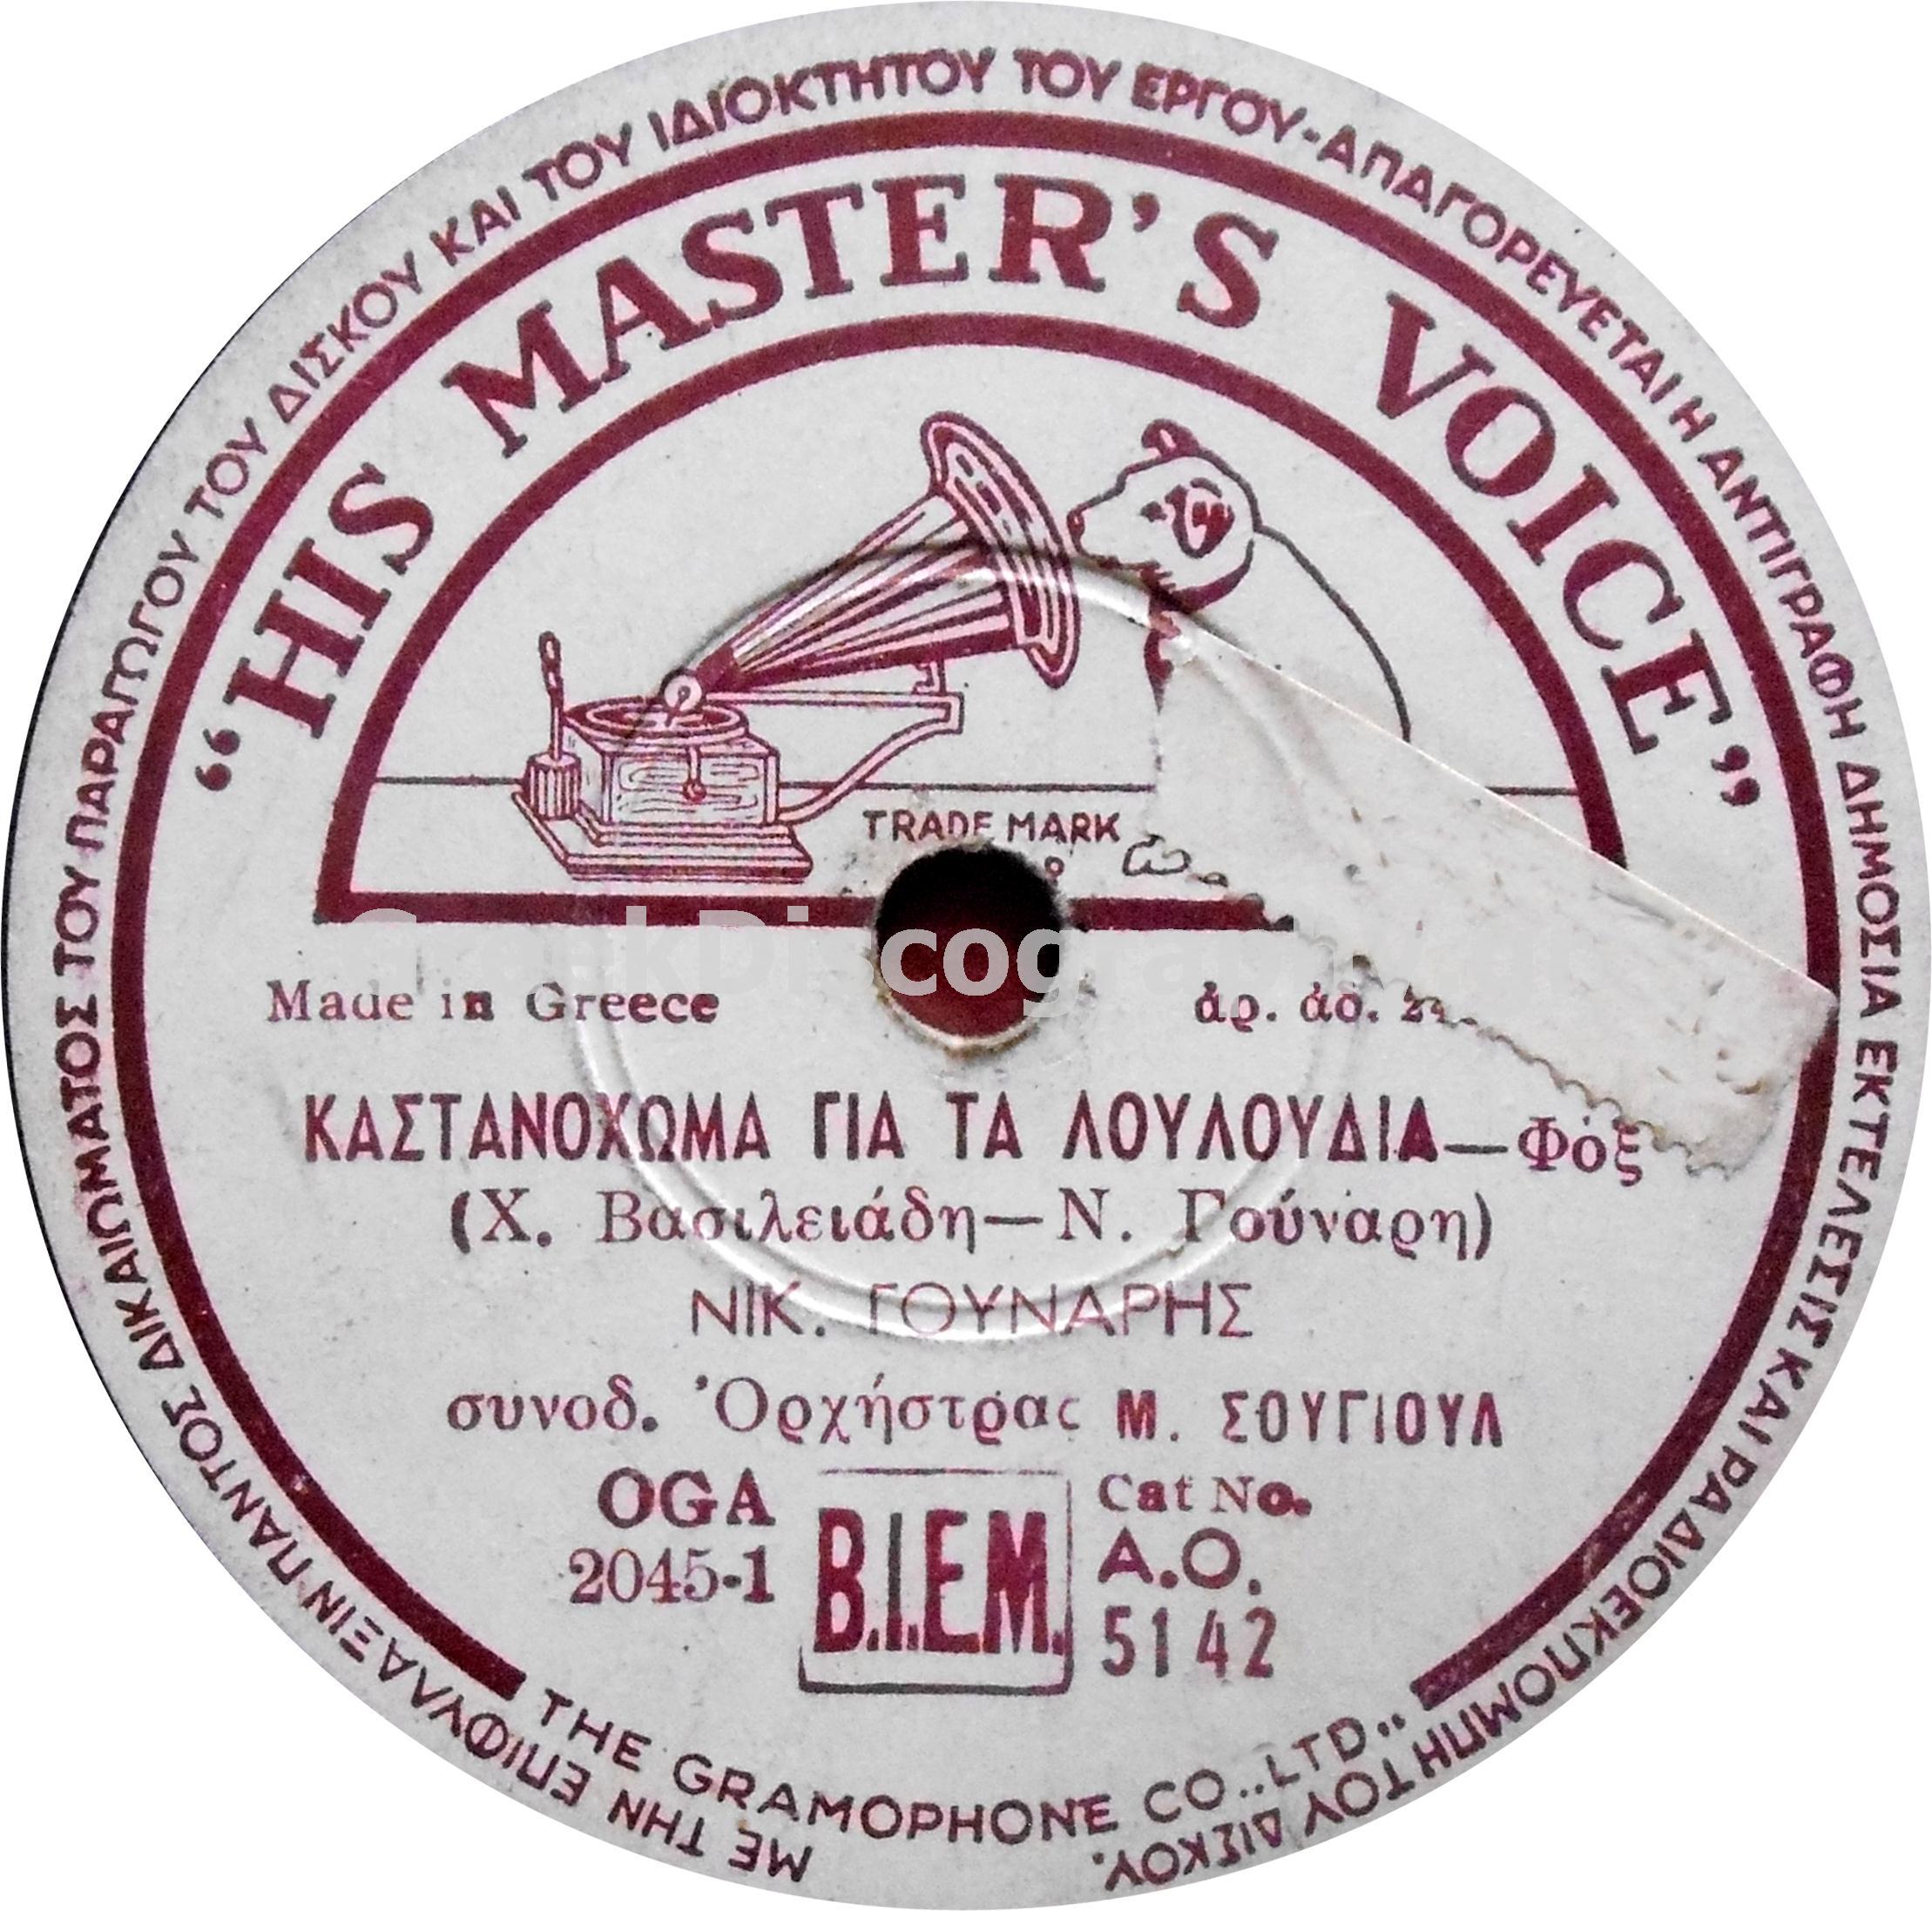 ΜΕ ΤΗΝ ΕΠΙΦΥΛΑΞΙΝ ΠΑΝΤΟΣ ΔΙΚΑΙΩΜΑΤΟΣ ΤΟΥ ΠΑΡΑΓΩΓΟΥ ΤΟΥ ΔΙΣΚΟΥ ΚΑΙ ΤΟΥ ΙΔΙΟΚΤΗΤΟΥ ΤΟΥ ΕΡΓΟΥ-ΑΠΑΓΟΡΕΥΕΤΑΙ Η ΑΝΤΙΓΡΑΦΗ ΔΗΜΟΣΙΑ ΕΚΤΕΛΕΣΙΣ ΚΑΙ ΡΑΔΙΟΕΚΠΟΜΠΗ ΤΟΥ ΔΙΣΚΟΥ.
“HIS MASTER'S VOICE”
TRADE MARK
Made in Greece
ἀρ. ἀδ.
ΚΑΣΤΑΝΟΧΩΜΑ ΓΙΑ ΤΑ ΛΟΥΛΟΥΔΙΑ—Φόξ
(Χ. Βασιλειάδη—Ν. Γούναρη)
ΝΙΚ. ΓΟΥΝΑΡΗΣ
συνοδ. Ὀρχήστρας Μ. ΣΟΥΓΙΟΥΛ
OGA
2045-1
B.I.E.M.
Cat No.
A.O.
5142
THE GRAMOPHONE CO..LTD..